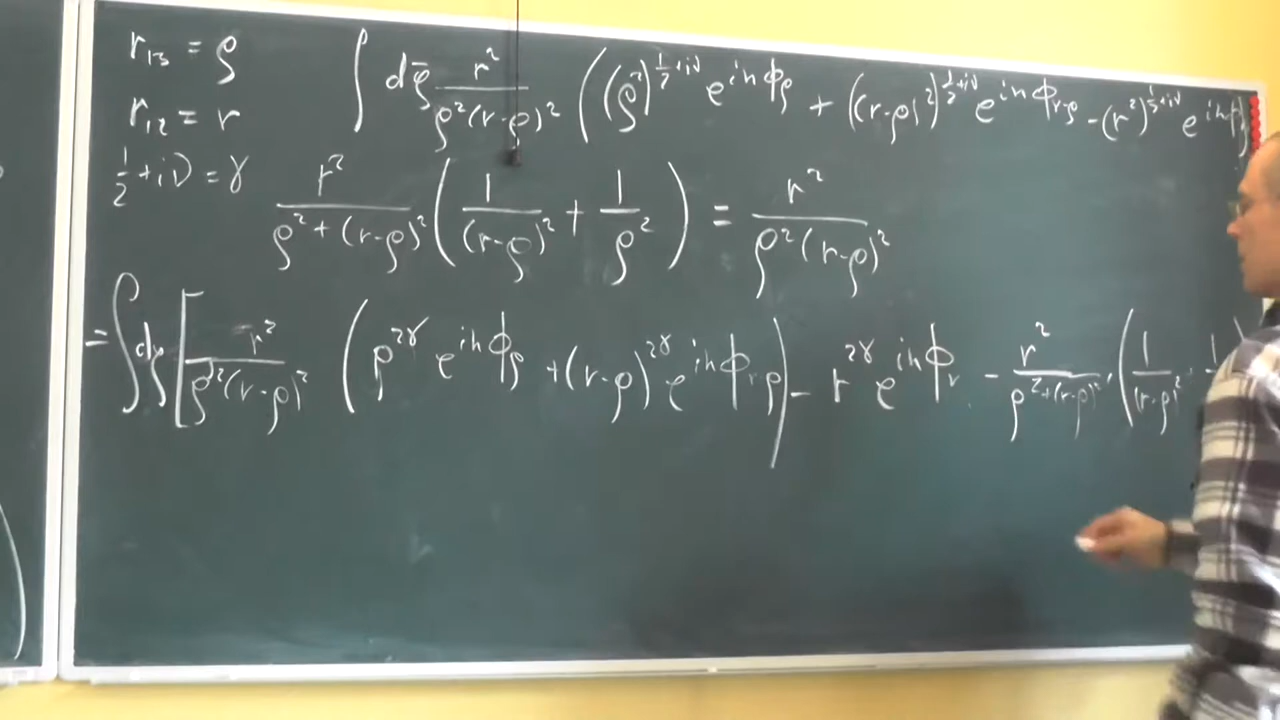 r₁₃ = ρ
∫ dρ⃗ r²/(ρ²(r-ρ)²) ((ρ²)^(1/2+iν) e^(inϕ_ρ) + ((r-ρ)²)^(1/2+iν) e^(inϕ_(r-ρ)) - (r²)^(1/2+iν) e^(inϕ_r)
r₁₂ = r
1/2 + iν = γ
r²/(ρ²+(r-ρ)²) (1/(r-ρ)² + 1/ρ²) = r²/(ρ²(r-ρ)²)
= ∫ dρ [r²/(ρ²(r-ρ)²) (ρ^(2γ) e^(inϕ_ρ) + (r-ρ)^(2γ) e^(inϕ_(r-ρ))) - r^(2γ) e^(inϕ_r) - r²/(ρ²+(r-ρ)²) · (1/(r-ρ)²